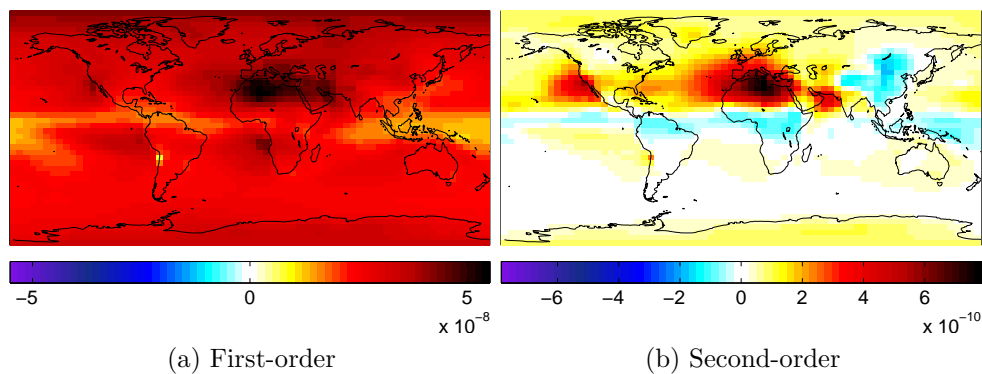 −5 0 5
x 10⁻⁸
(a) First-order
−6 −4 −2 0 2 4 6
x 10⁻¹⁰
(b) Second-order